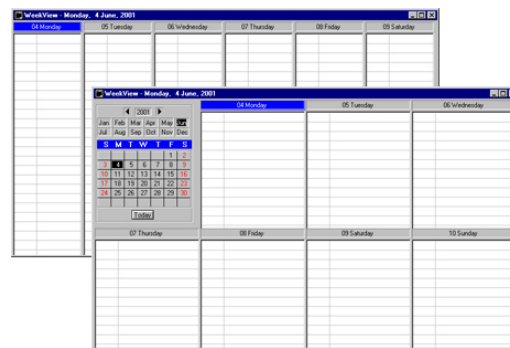 WeekView - Monday, 4 June, 2001
04 Monday 05 Tuesday 06 Wednesday 07 Thursday 08 Friday 09 Saturday
WeekView - Monday, 4 June, 2001
2001
Jan Feb Mar Apr May Jun
Jul Aug Sep Oct Nov Dec
S M T W T F S
1 2
3 4 5 6 7 8 9
10 11 12 13 14 15 16
17 18 19 20 21 22 23
24 25 26 27 28 29 30
Today
04 Monday 05 Tuesday 06 Wednesday
07 Thursday 08 Friday 09 Saturday 10 Sunday